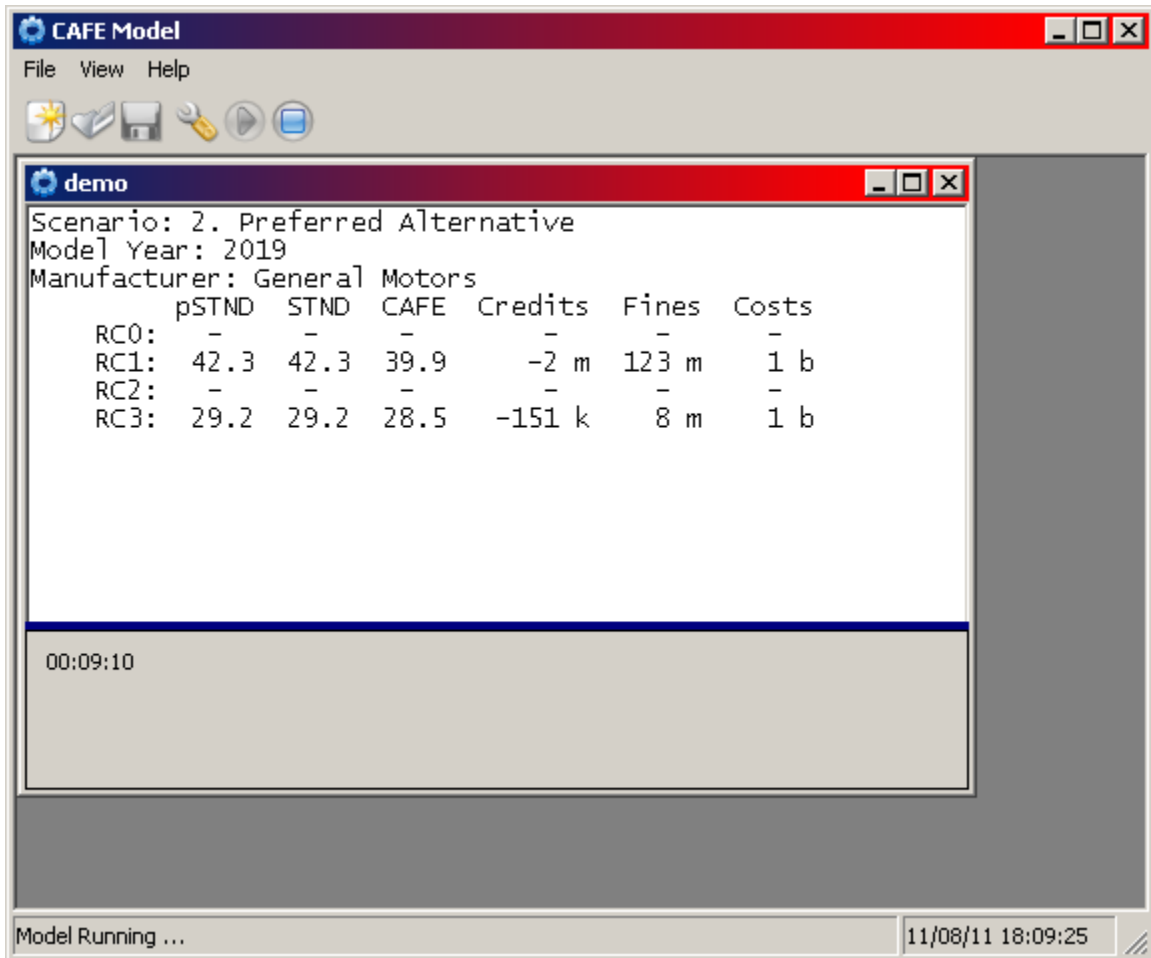 CAFE Model
File View Help
demo
Scenario: 2. Preferred Alternative
Model Year: 2019
Manufacturer: General Motors
pSTND STND CAFE Credits Fines Costs
RC0: - - - - - -
RC1: 42.3 42.3 39.9 -2 m 123 m 1 b
RC2: - - - - - -
RC3: 29.2 29.2 28.5 -151 k 8 m 1 b
00:09:10
Model Running ... 11/08/11 18:09:25